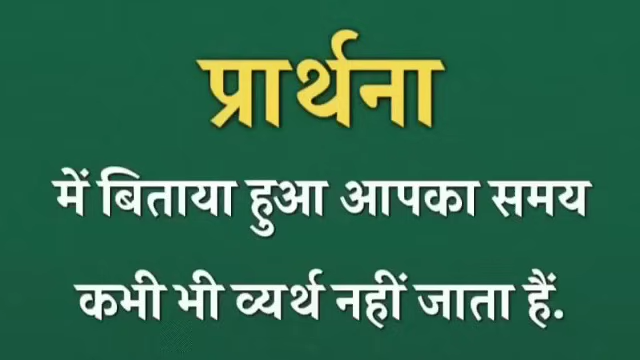 प्रार्थना
में बिताया हुआ आपका समय
कभी भी व्यर्थ नहीं जाता हैं.